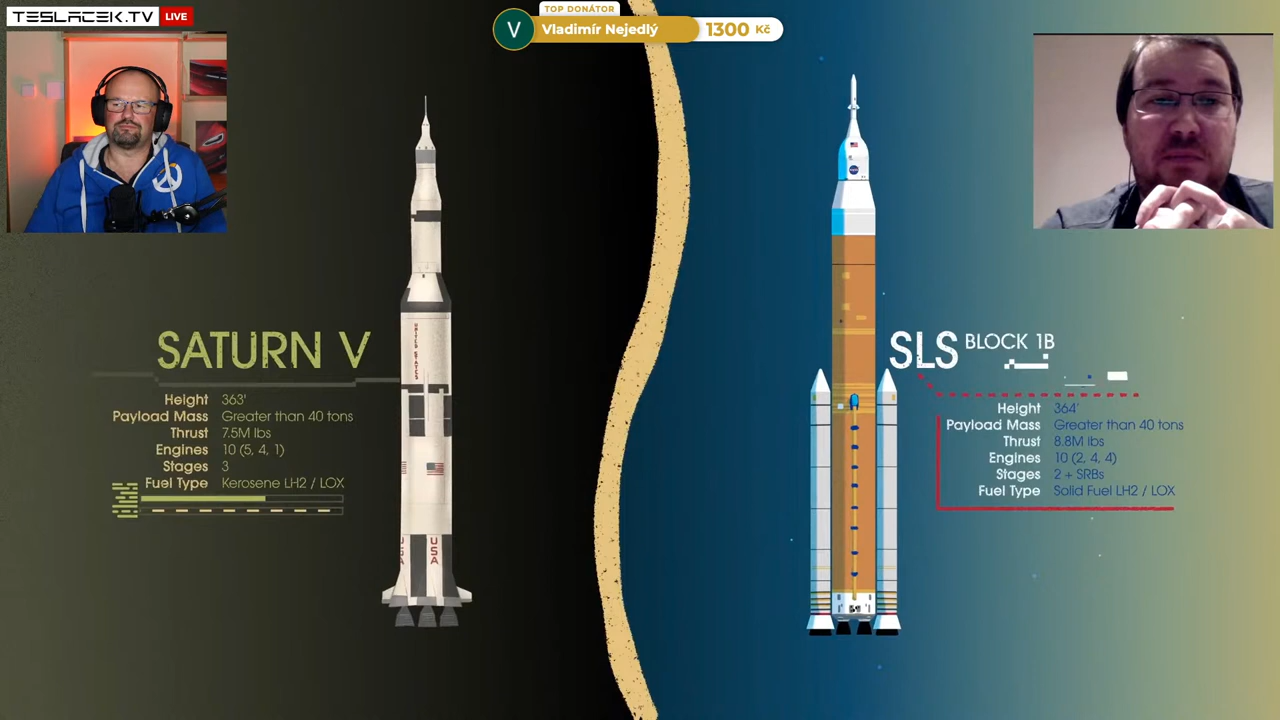 TESLACEK.TV LIVE
TOP DONÁTOR
V Vladimír Nejedlý 1300 Kč
SATURN V
Height 363'
Payload Mass Greater than 40 tons
Thrust 7.5M lbs
Engines 10 (5, 4, 1)
Stages 3
Fuel Type Kerosene LH2 / LOX
UNITED STATES
USA
USA
SLS BLOCK 1B
Height 364'
Payload Mass Greater than 40 tons
Thrust 8.8M lbs
Engines 10 (2, 4, 4)
Stages 2 + SRBs
Fuel Type Solid Fuel LH2 / LOX